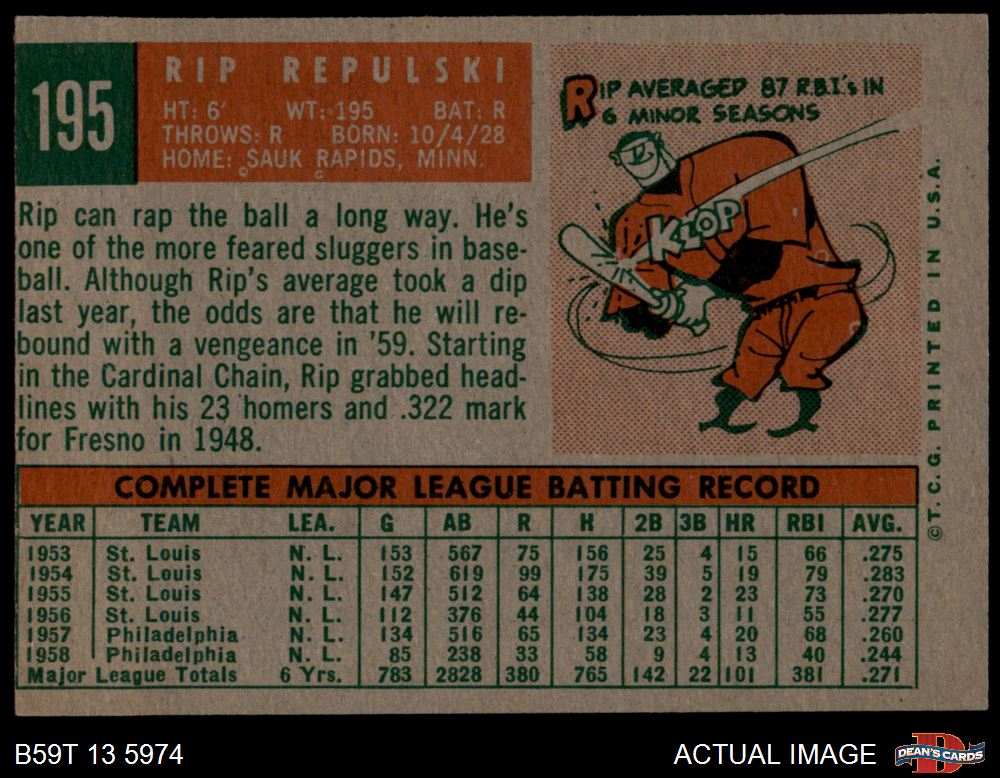 195
RIP REPULSKI
HT: 6' WT: 195 BAT: R
THROWS: R BORN: 10/4/28
HOME: SAUK RAPIDS, MINN.
RIP AVERAGED 87 R.B.I.'s IN
6 MINOR SEASONS
KLOP
Rip can rap the ball a long way. He's
one of the more feared sluggers in base-
ball. Although Rip's average took a dip
last year, the odds are that he will re-
bound with a vengeance in '59. Starting
in the Cardinal Chain, Rip grabbed head-
lines with his 23 homers and .322 mark
for Fresno in 1948.
©T.C.G. PRINTED IN U.S.A.
COMPLETE MAJOR LEAGUE BATTING RECORD
YEAR TEAM LEA. G AB R H 2B 3B HR RBI AVG.
1953 St. Louis N. L. 153 567 75 156 25 4 15 66 .275
1954 St. Louis N. L. 152 619 99 175 39 5 19 79 .283
1955 St. Louis N. L. 147 512 64 138 28 2 23 73 .270
1956 St. Louis N. L. 112 376 44 104 18 3 11 55 .277
1957 Philadelphia N. L. 134 516 65 134 23 4 20 68 .260
1958 Philadelphia N. L. 85 238 33 58 9 4 13 40 .244
Major League Totals 6 Yrs. 783 2828 380 765 142 22 101 381 .271
B59T 13 5974
ACTUAL IMAGE
DEAN'S CARDS